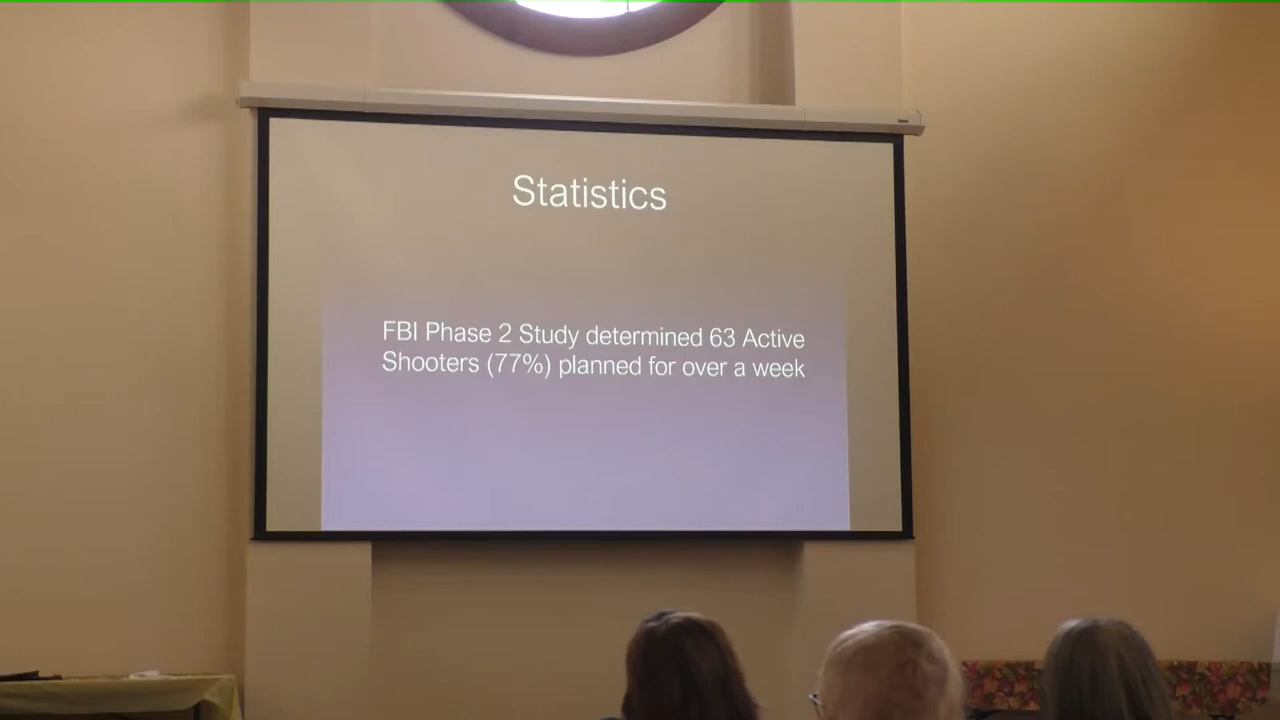 Statistics
FBI Phase 2 Study determined 63 Active
Shooters (77%) planned for over a week